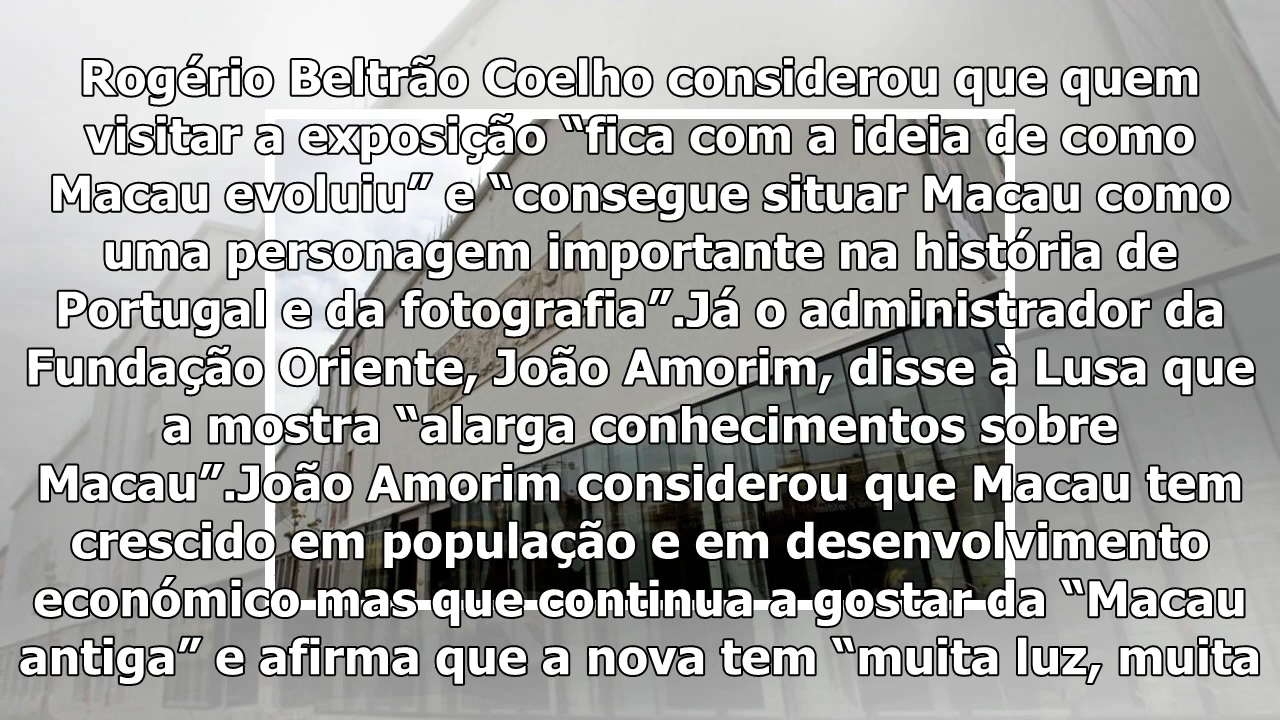 Rogério Beltrão Coelho considerou que quem
visitar a exposição “fica com a ideia de como
Macau evoluiu” e “consegue situar Macau como
uma personagem importante na história de
Portugal e da fotografia”.Já o administrador da
Fundação Oriente, João Amorim, disse à Lusa que
a mostra “alarga conhecimentos sobre
Macau”.João Amorim considerou que Macau tem
crescido em população e em desenvolvimento
económico mas que continua a gostar da “Macau
antiga” e afirma que a nova tem “muita luz, muita